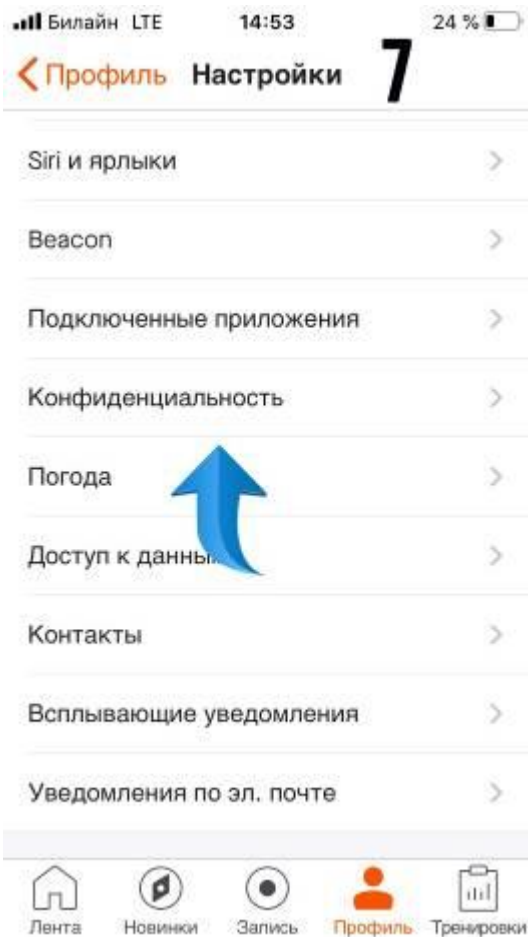 Билайн LTE 14:53 24 %
Профиль Настройки 7
Siri и ярлыки
Beacon
Подключенные приложения
Конфиденциальность
Погода
Доступ к данны
Контакты
Всплывающие уведомления
Уведомления по эл. почте
Лента Новинки Запись Профиль Тренировки